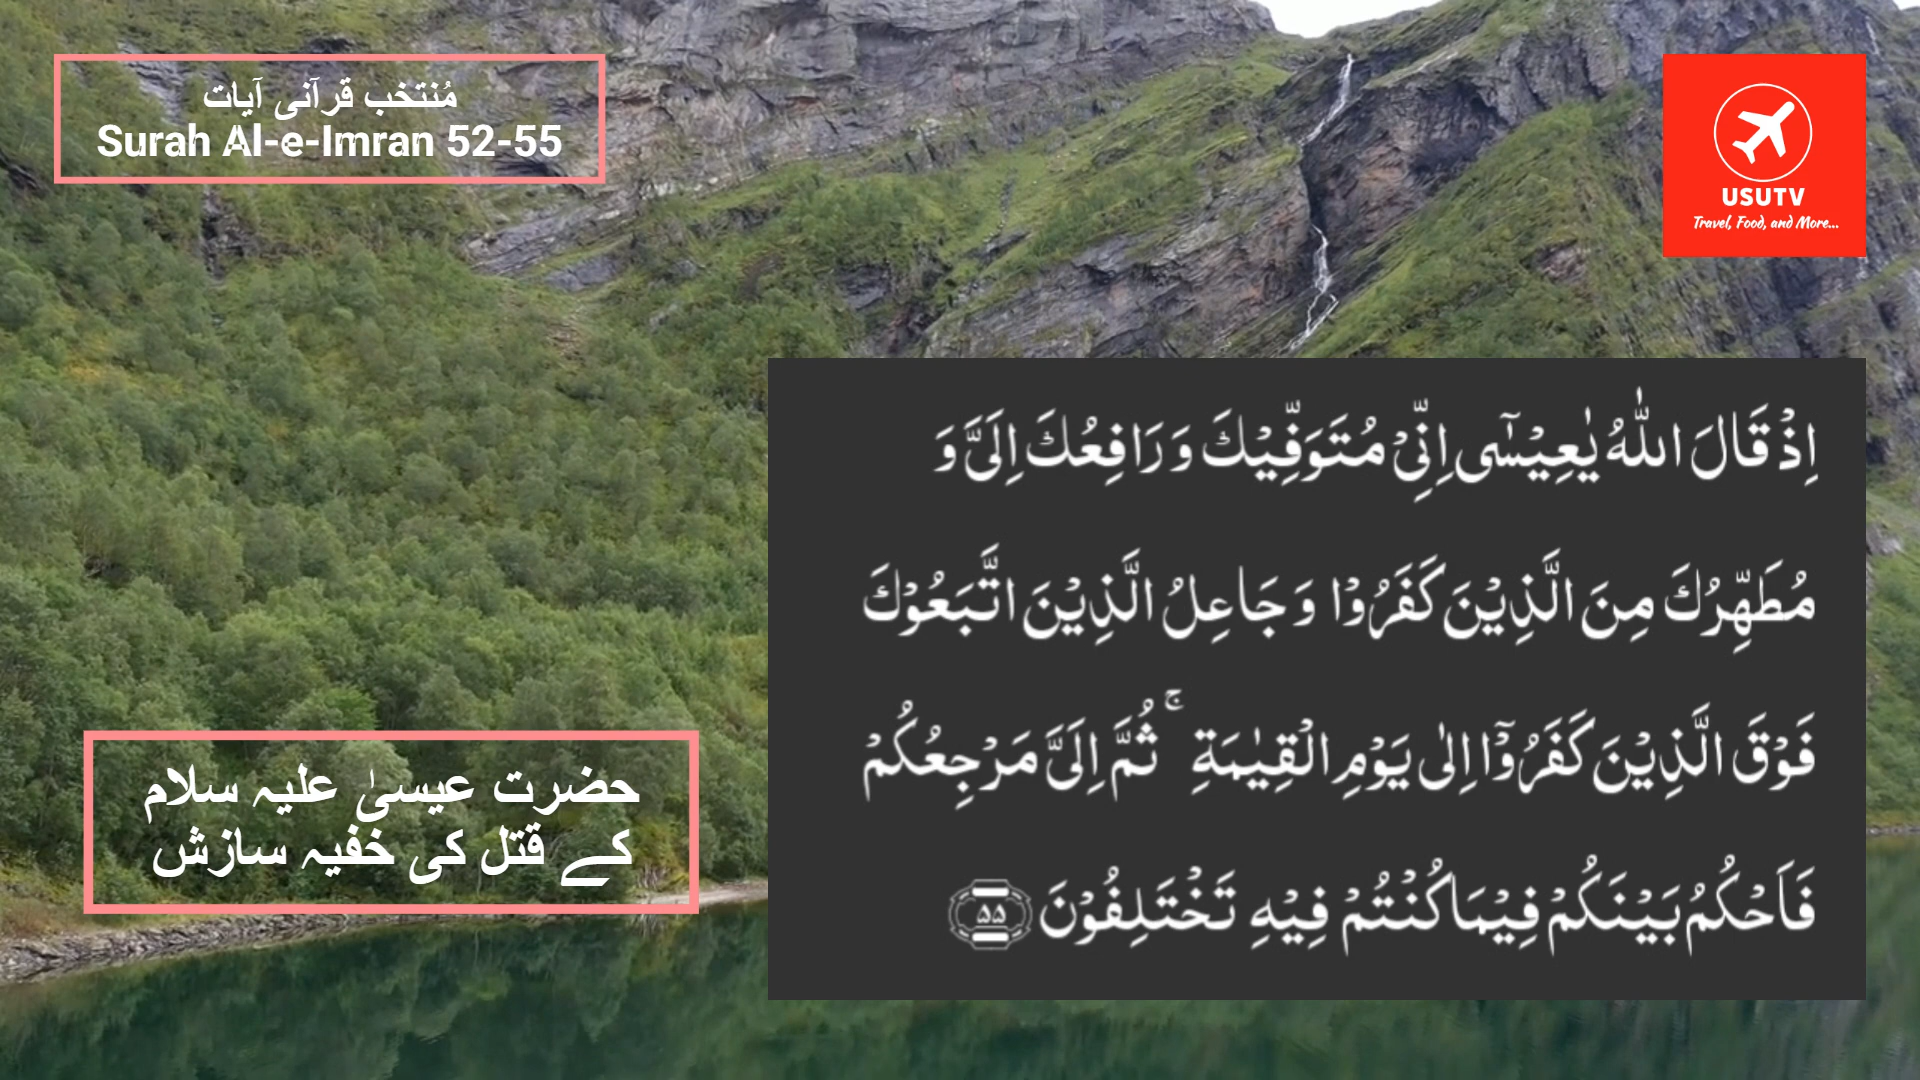 مُنتخب قرآنی آیات
Surah Al-e-Imran 52-55
USUTV
Travel, Food, and More...
اِذْ قَالَ اللّٰهُ يٰعِيْسٰٓى اِنِّىْ مُتَوَفِّيْكَ وَ رَافِعُكَ اِلَىَّ وَ
مُطَهِّرُكَ مِنَ الَّذِيْنَ كَفَرُوْا وَ جَاعِلُ الَّذِيْنَ اتَّبَعُوْكَ
فَوْقَ الَّذِيْنَ كَفَرُوْۤا اِلٰى يَوْمِ الْقِيٰمَةِ ۚ ثُمَّ اِلَىَّ مَرْجِعُكُمْ
فَاَحْكُمُ بَيْنَكُمْ فِيْمَا كُنْتُمْ فِيْهِ تَخْتَلِفُوْنَ ۵۵
حضرت عیسیٰ علیہ سلام
کے قتل کی خفیہ سازش